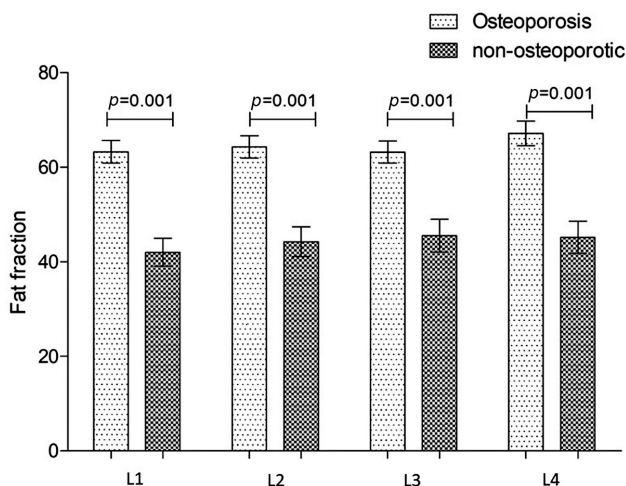 Osteoporosis
non-osteoporotic
80
60
40
20
0
Fat fraction
p=0.001
p=0.001
p=0.001
p=0.001
L1
L2
L3
L4